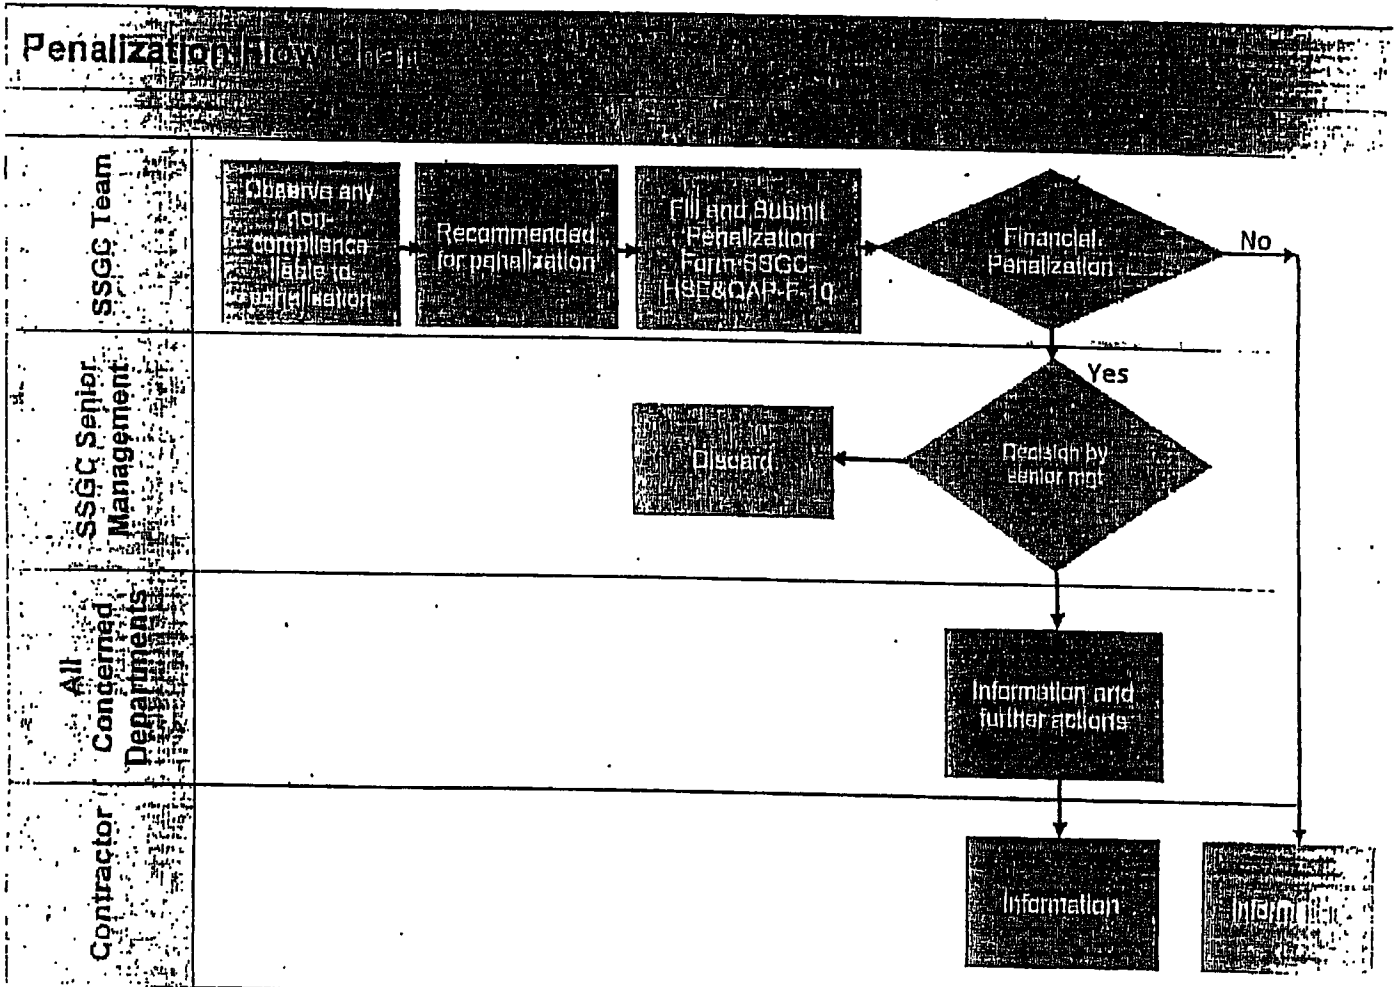 Penalization Flow Chart
SSGC Team
Observe any
non-
compliance
liable to
penalization
Recommended
for penalization
Fill and Submit
Penalization
Form-SSGC-
HSE&QAP-F-10
Financial
Penalization
No
Yes
SSGC Senior
Management
Discard
Decision by
senior mgt
All
Concerned
Departments
Information and
further actions
Contractor
Information